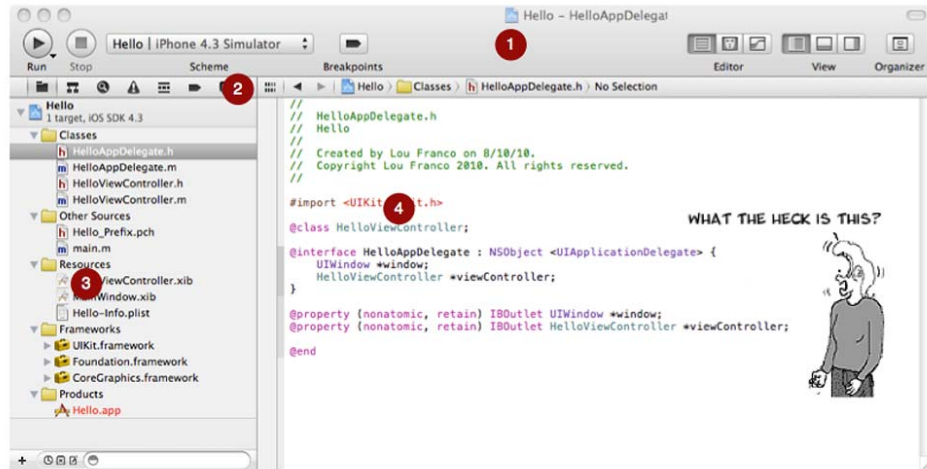 Hello – HelloAppDelegat
1
Hello | iPhone 4.3 Simulator
Run Stop Scheme Breakpoints Editor View Organizer
2
Hello Classes h HelloAppDelegate.h No Selection
Hello
1 target, iOS SDK 4.3
Classes
h HelloAppDelegate.h
m HelloAppDelegate.m
h HelloViewController.h
m HelloViewController.m
Other Sources
h Hello_Prefix.pch
m main.m
Resources
3
ViewController.xib
Window.xib
Hello-Info.plist
Frameworks
UIKit.framework
Foundation.framework
CoreGraphics.framework
Products
Hello.app
//
// HelloAppDelegate.h
// Hello
//
// Created by Lou Franco on 8/10/10.
// Copyright Lou Franco 2010. All rights reserved.
//
#import <UIKit 4 it.h>
@class HelloViewController;
@interface HelloAppDelegate : NSObject <UIApplicationDelegate> {
UIWindow *window;
HelloViewController *viewController;
}
@property (nonatomic, retain) IBOutlet UIWindow *window;
@property (nonatomic, retain) IBOutlet HelloViewController *viewController;
@end
WHAT THE HECK IS THIS?